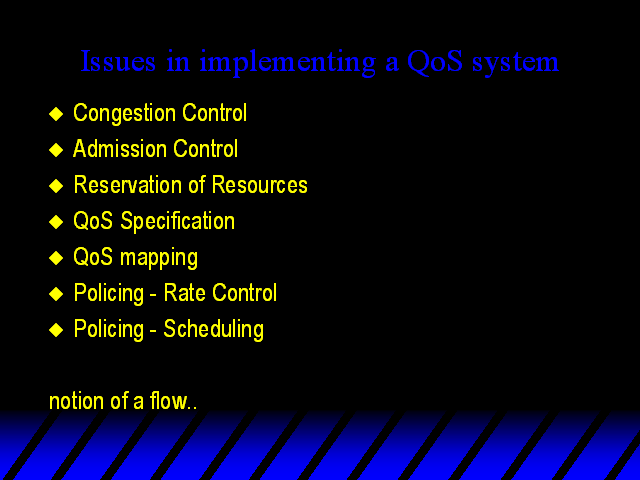 Issues in implementing a QoS system
◆ Congestion Control
◆ Admission Control
◆ Reservation of Resources
◆ QoS Specification
◆ QoS mapping
◆ Policing - Rate Control
◆ Policing - Scheduling
notion of a flow..